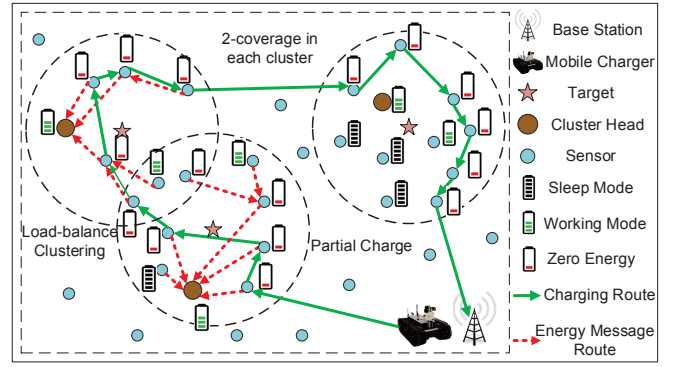 2-coverage in
each cluster
Load-balance
Clustering
Partial Charge
Base Station
Mobile Charger
Target
Cluster Head
Sensor
Sleep Mode
Working Mode
Zero Energy
Charging Route
Energy Message
Route